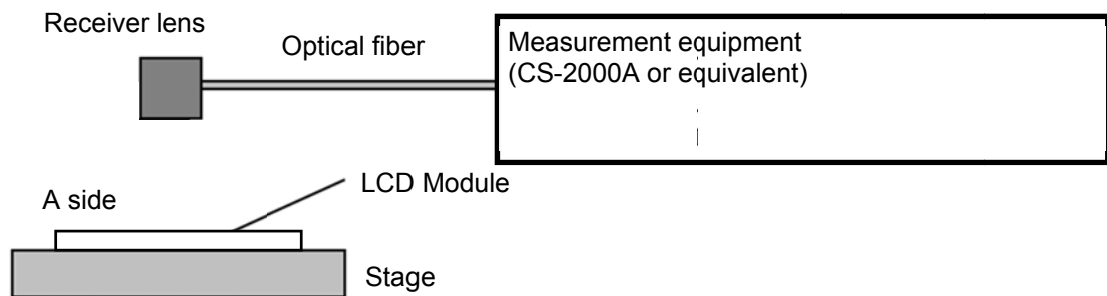 Receiver lens
Optical fiber
Measurement equipment
(CS-2000A or equivalent)
LCD Module
A side
Stage